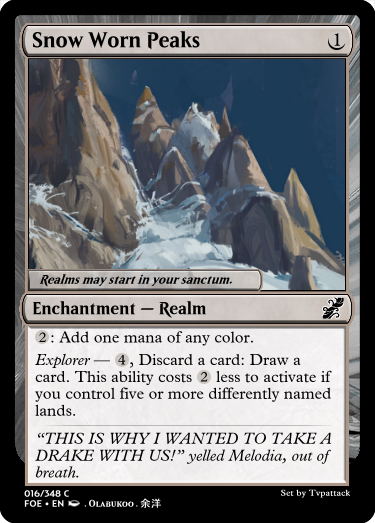 Snow Worn Peaks 1
Realms may start in your sanctum.
Enchantment — Realm
2: Add one mana of any color.
Explorer — 4, Discard a card: Draw a
card. This ability costs 2 less to activate if
you control five or more differently named
lands.
“THIS IS WHY I WANTED TO TAKE A
DRAKE WITH US!” yelled Melodia, out of
breath.
016/348 C
FOE • EN Olabukoo . 余洋
Set by Tvpattack